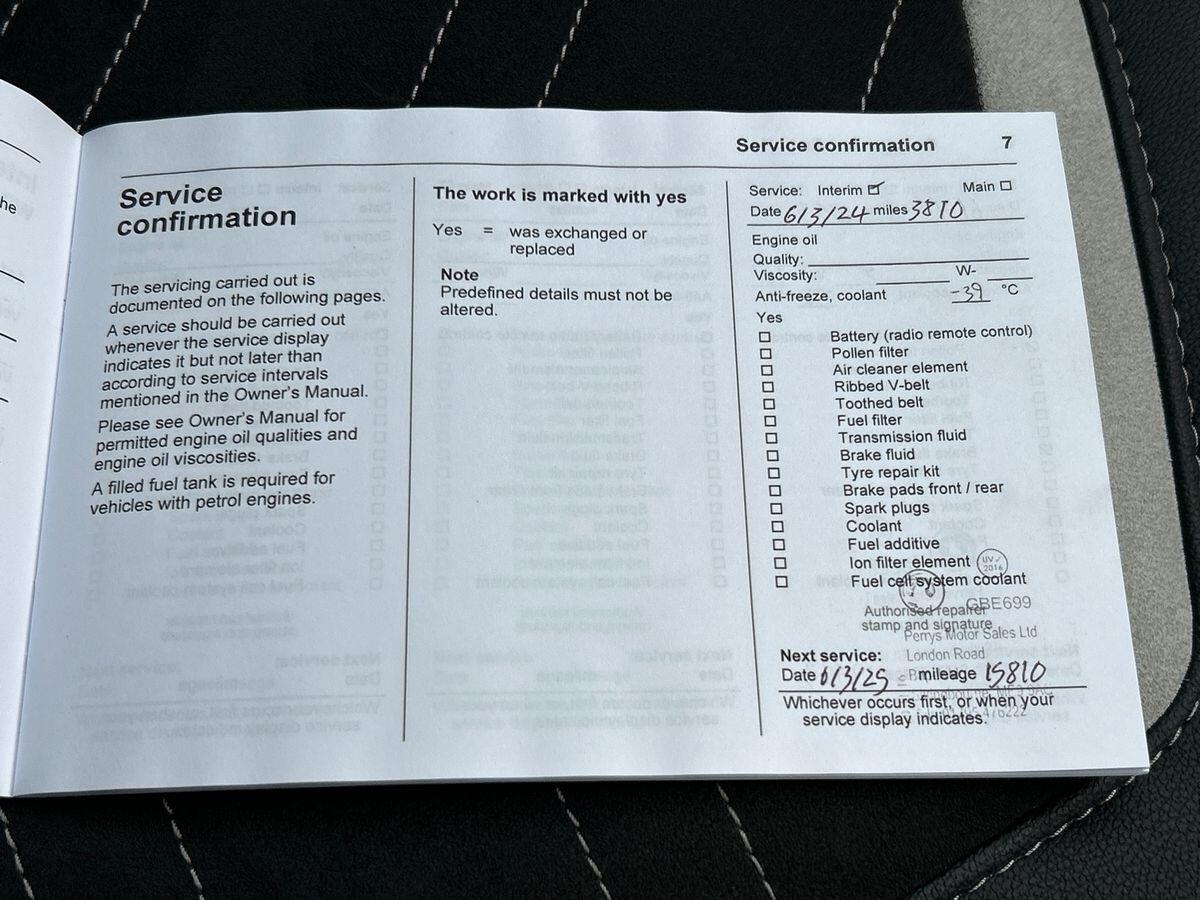 Service confirmation 7
Service
confirmation
The servicing carried out is
documented on the following pages.
A service should be carried out
whenever the service display
indicates it but not later than
according to service intervals
mentioned in the Owner's Manual.
Please see Owner's Manual for
permitted engine oil qualities and
engine oil viscosities.
A filled fuel tank is required for
vehicles with petrol engines.
The work is marked with yes
Yes = was exchanged or
replaced
Note
Predefined details must not be
altered.
Service: Interim ☑ Main ☐
Date 6/3/24 miles 3810
Engine oil
Quality:
Viscosity: W-
Anti-freeze, coolant -39 °C
Yes
☐ Battery (radio remote control)
☐ Pollen filter
☐ Air cleaner element
☐ Ribbed V-belt
☐ Toothed belt
☐ Fuel filter
☐ Transmission fluid
☐ Brake fluid
☐ Tyre repair kit
☐ Brake pads front / rear
☐ Spark plugs
☐ Coolant
☐ Fuel additive
☐ Ion filter element
☐ Fuel cell system coolant
Authorised repairer GBE699
stamp and signature
Perrys Motor Sales Ltd
Next service: London Road
Date 6/3/25 mileage 15810
Whichever occurs first, or when your
service display indicates.